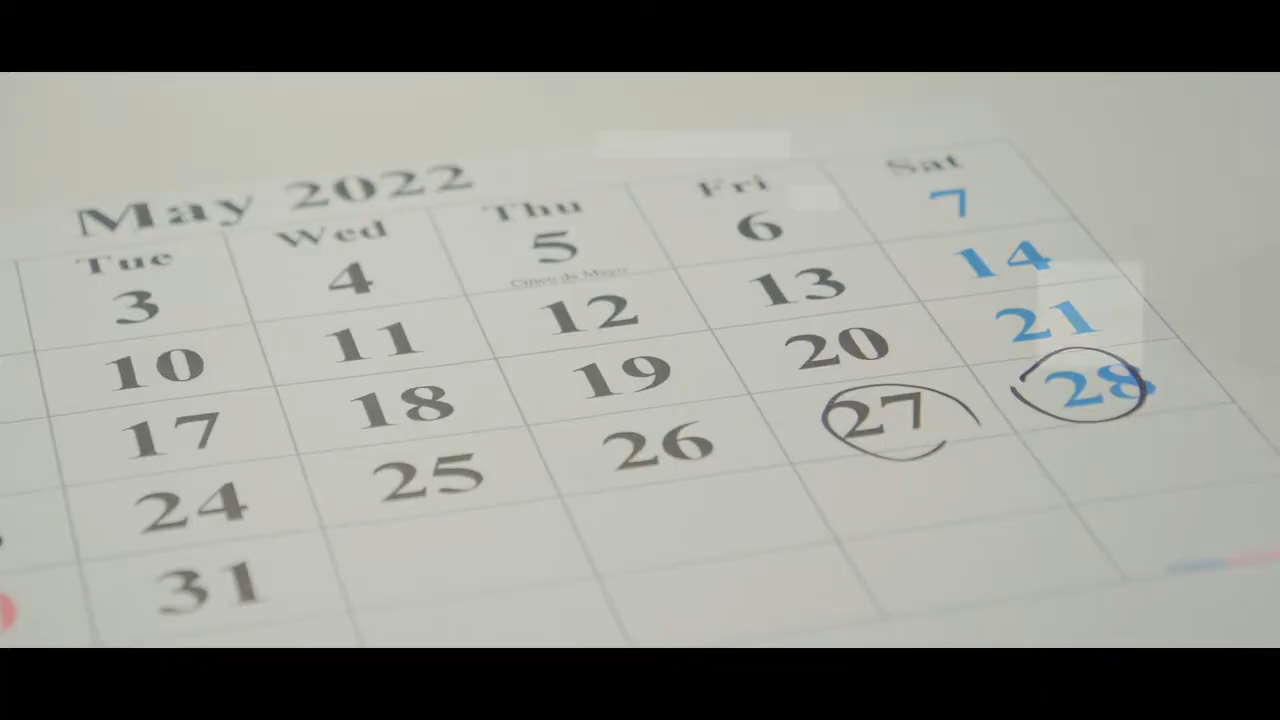 May 2022
Tue Wed Thu Fri Sat
3 4 5 6 7
Cinco de Mayo
10 11 12 13 14
17 18 19 20 21
24 25 26 27 28
31